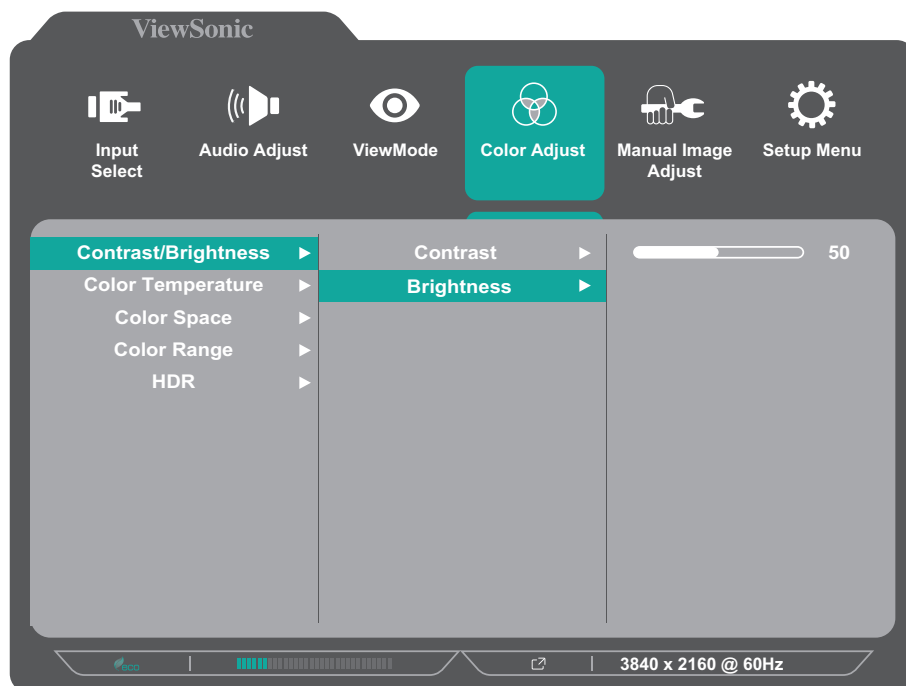 ViewSonic
Input
Select
Audio Adjust
ViewMode
Color Adjust
Manual Image
Adjust
Setup Menu
Contrast/Brightness
Color Temperature
Color Space
Color Range
HDR
Contrast
Brightness
50
eco
3840 x 2160 @ 60Hz